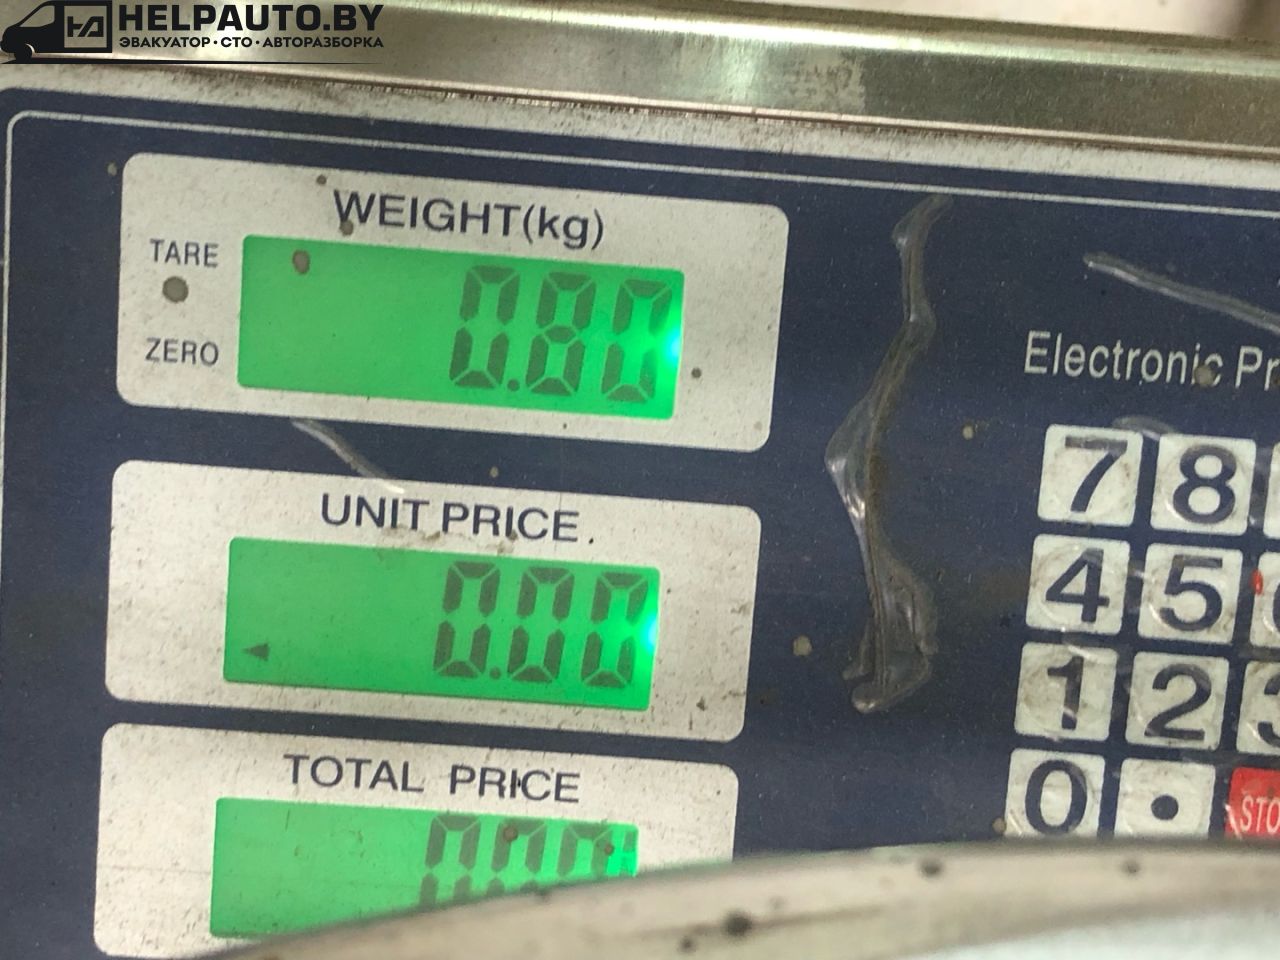 HELPAUTO.BY
ЭВАКУАТОР·СТО·АВТОРАЗБОРКА
WEIGHT(kg)
TARE
ZERO
0.80
Electronic
UNIT PRICE
0.00
TOTAL PRICE
7 8
4 5
1 2 3
0 .